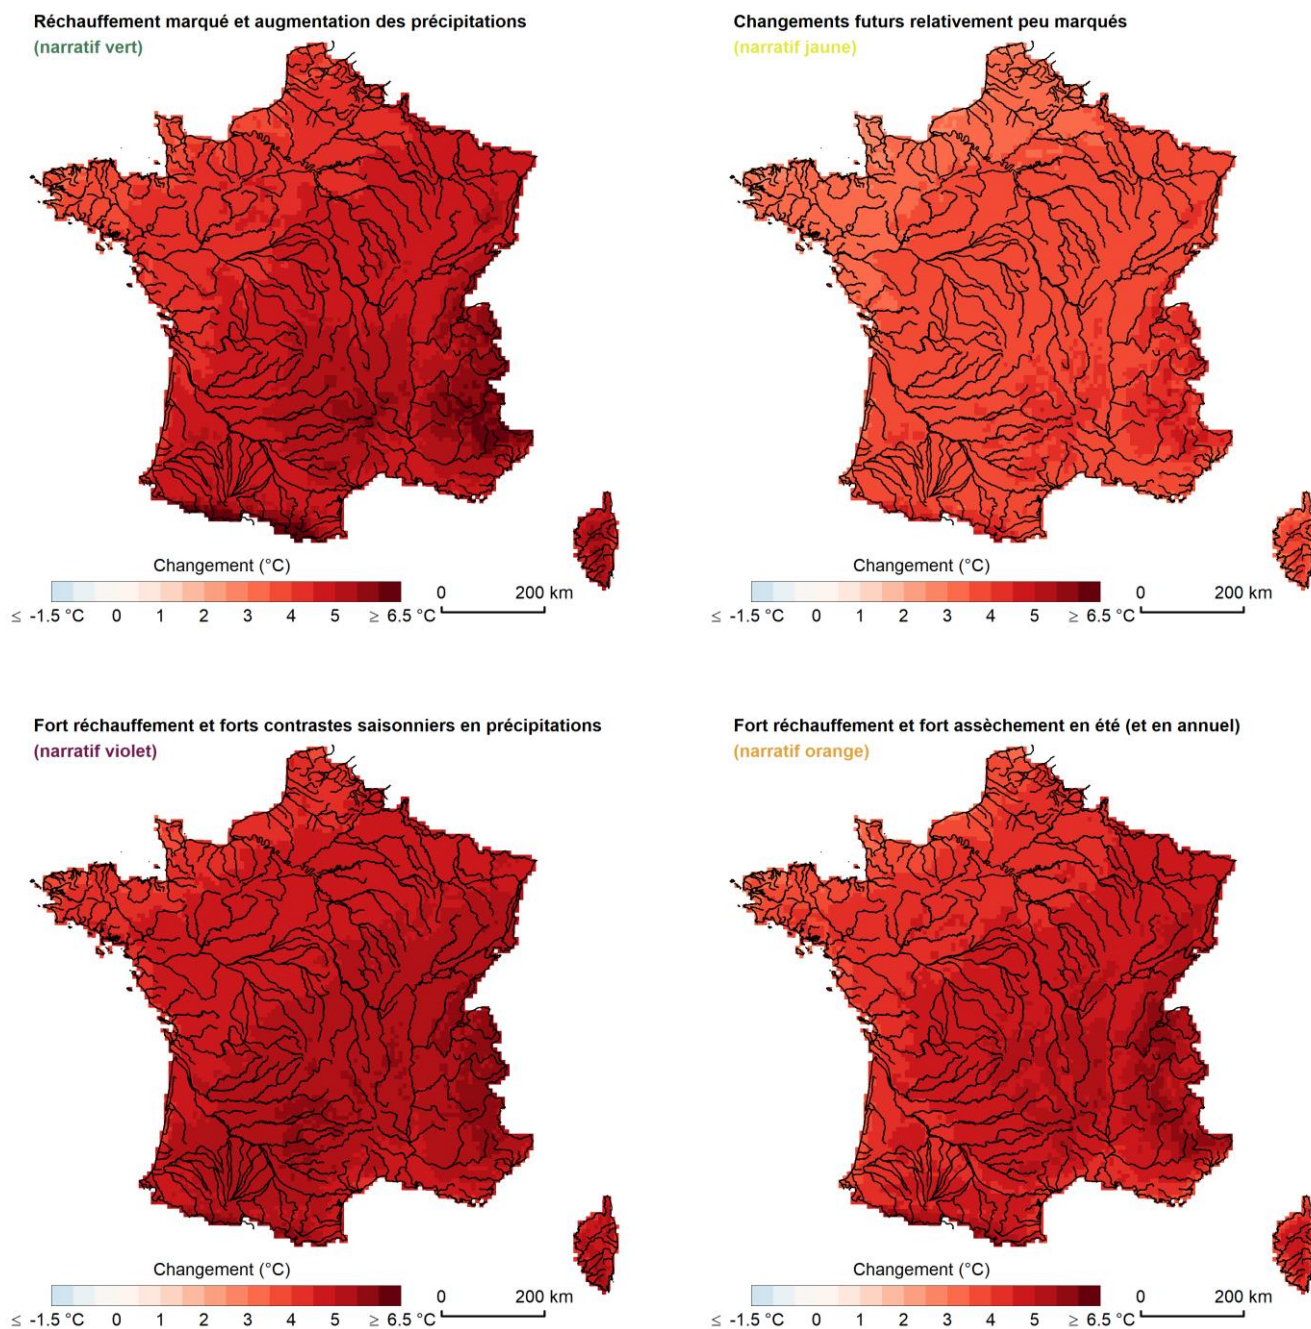 Réchauffement marqué et augmentation des précipitations
(narratif vert)
Changements futurs relativement peu marqués
(narratif jaune)
Changement (°C)
≤ -1.5 °C 0 1 2 3 4 5 ≥ 6.5 °C
0 200 km
Changement (°C)
≤ -1.5 °C 0 1 2 3 4 5 ≥ 6.5 °C
0 200 km
Fort réchauffement et forts contrastes saisonniers en précipitations
(narratif violet)
Fort réchauffement et fort assèchement en été (et en annuel)
(narratif orange)
Changement (°C)
≤ -1.5 °C 0 1 2 3 4 5 ≥ 6.5 °C
0 200 km
Changement (°C)
≤ -1.5 °C 0 1 2 3 4 5 ≥ 6.5 °C
0 200 km